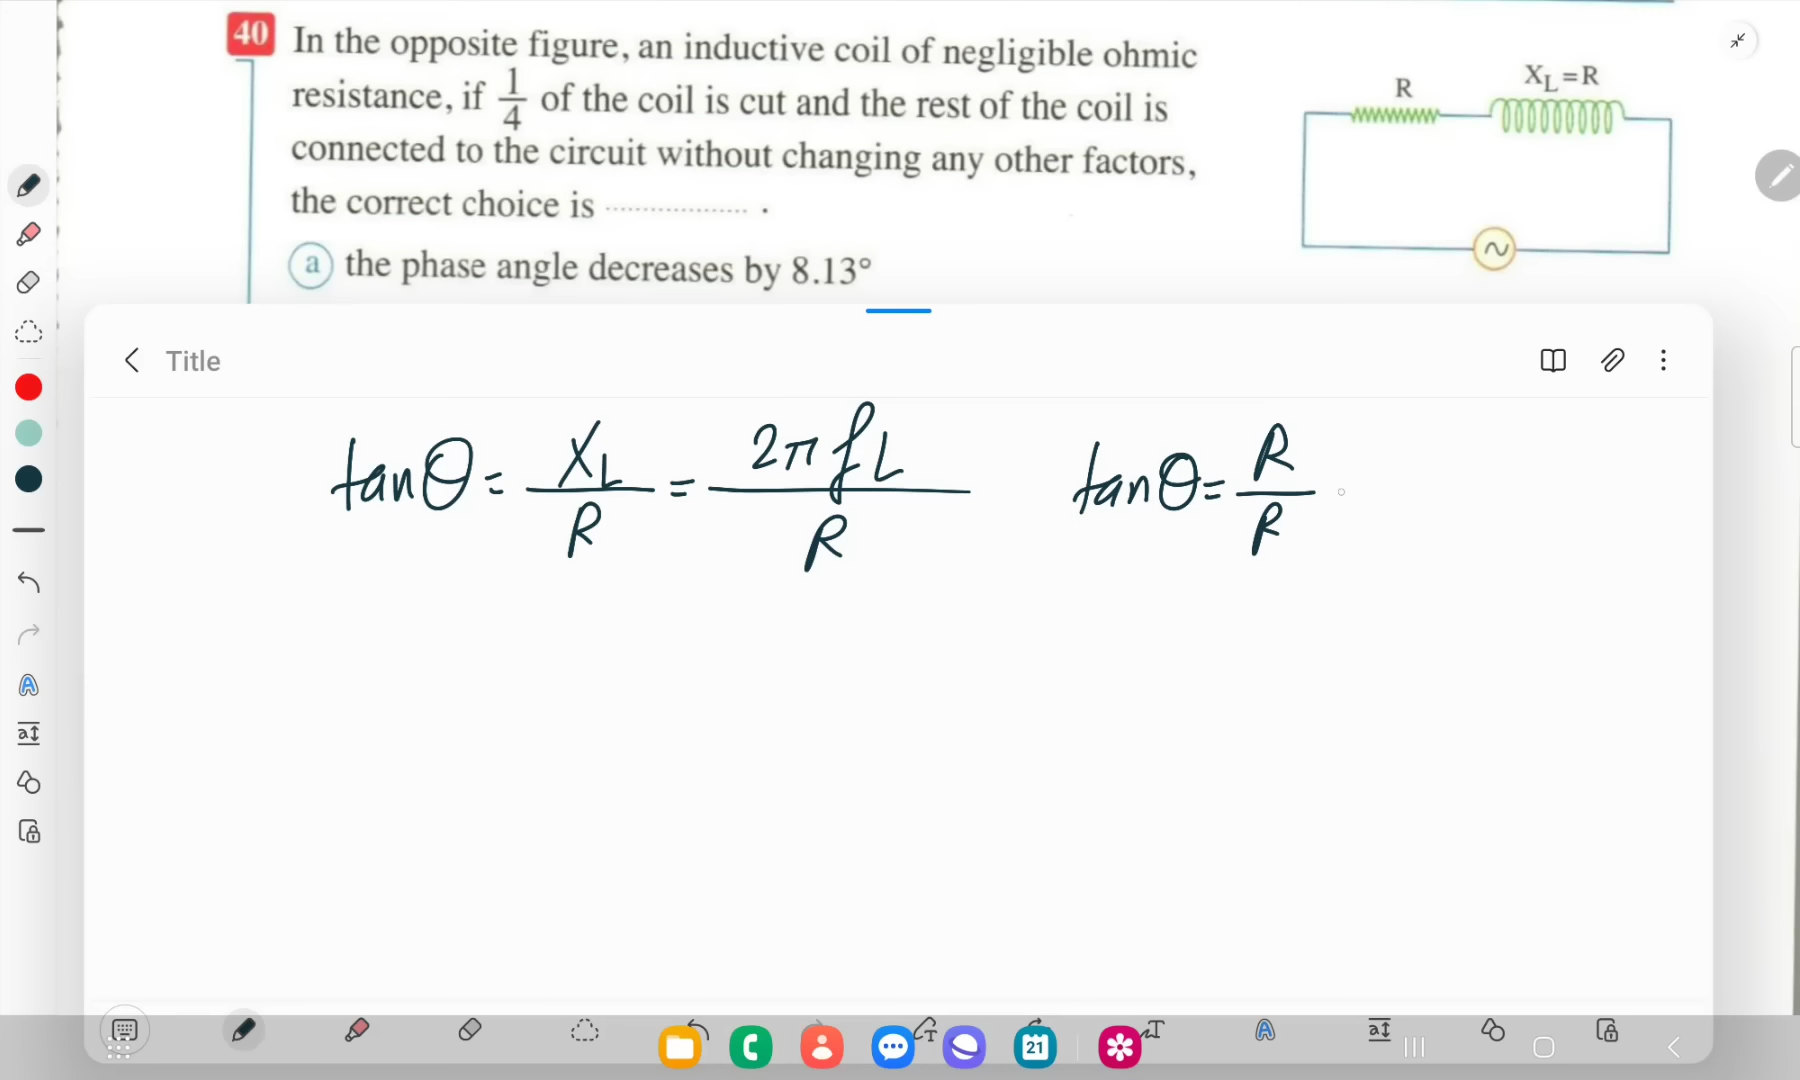 40 In the opposite figure, an inductive coil of negligible ohmic
resistance, if 1/4 of the coil is cut and the rest of the coil is
connected to the circuit without changing any other factors,
the correct choice is .................. .
a the phase angle decreases by 8.13°
R
X_L = R
Title
tanθ = X_L/R = 2πfL/R
tanθ = R/R
A
a
T
21
T
A
a